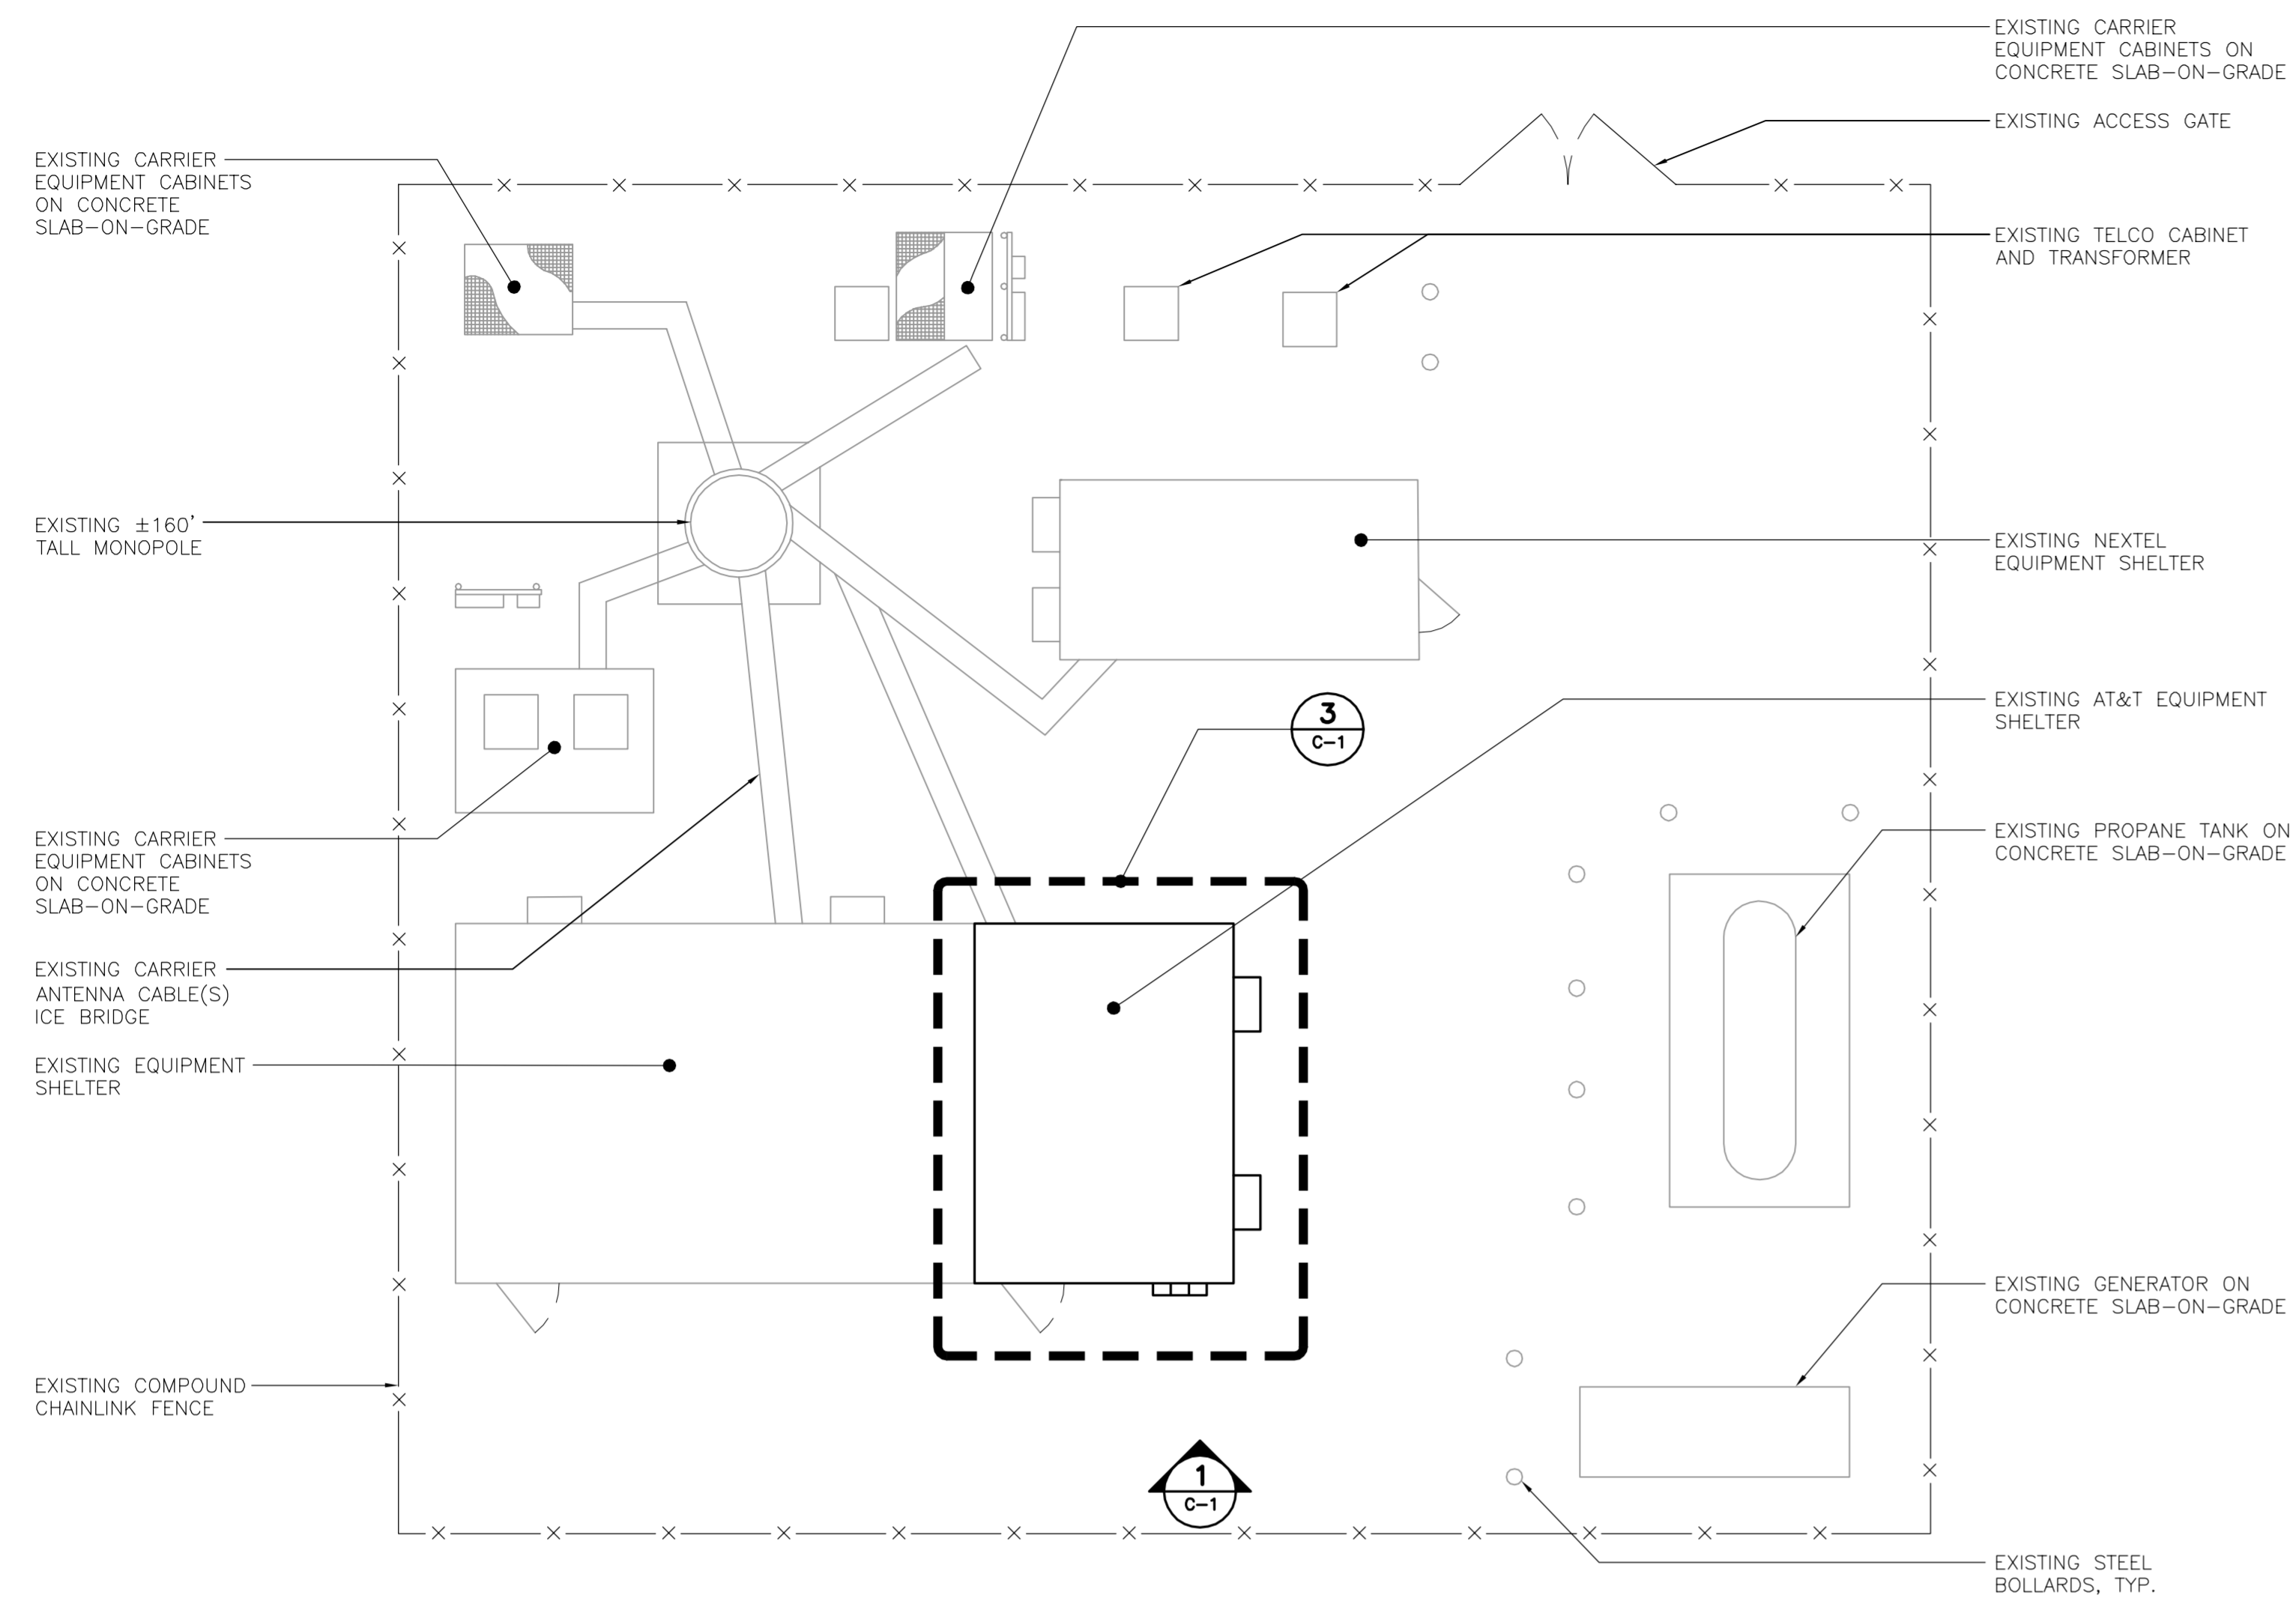 EXISTING CARRIER
EQUIPMENT CABINETS ON
CONCRETE SLAB-ON-GRADE
EXISTING ACCESS GATE
EXISTING CARRIER
EQUIPMENT CABINETS
ON CONCRETE
SLAB-ON-GRADE
EXISTING TELCO CABINET
AND TRANSFORMER
EXISTING ±160'
TALL MONOPOLE
EXISTING NEXTEL
EQUIPMENT SHELTER
EXISTING AT&T EQUIPMENT
SHELTER
3
C-1
EXISTING PROPANE TANK ON
CONCRETE SLAB-ON-GRADE
EXISTING CARRIER
EQUIPMENT CABINETS
ON CONCRETE
SLAB-ON-GRADE
EXISTING CARRIER
ANTENNA CABLE(S)
ICE BRIDGE
EXISTING EQUIPMENT
SHELTER
EXISTING GENERATOR ON
CONCRETE SLAB-ON-GRADE
EXISTING COMPOUND
CHAINLINK FENCE
1
C-1
EXISTING STEEL
BOLLARDS, TYP.